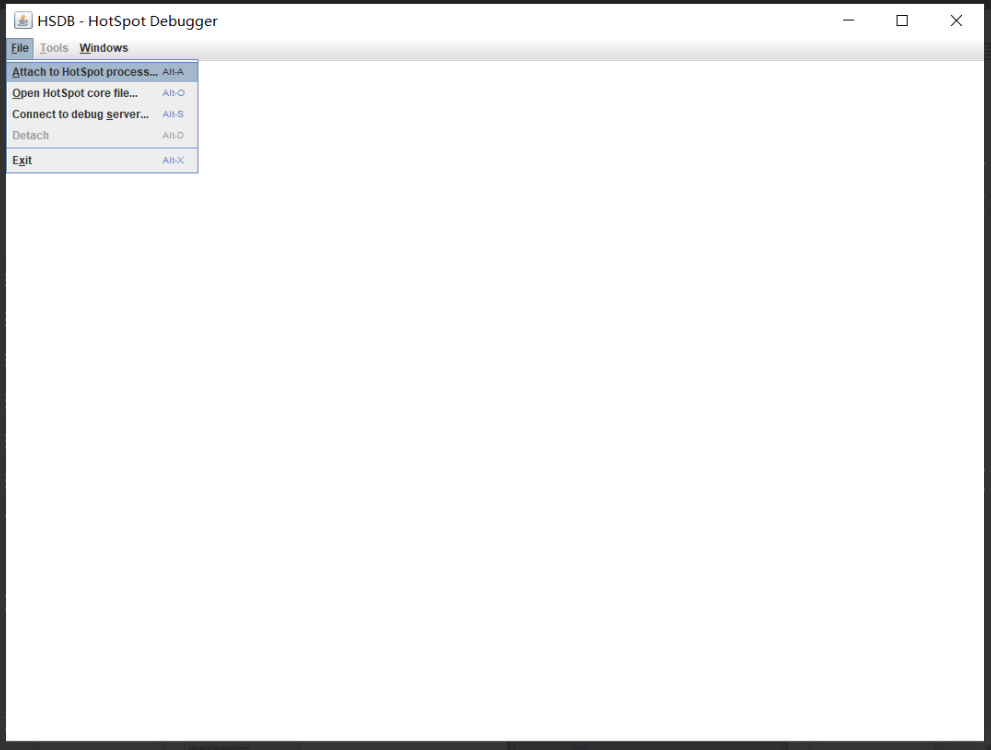 HSDB - HotSpot Debugger
File Tools Windows
Attach to HotSpot process... Alt-A
Open HotSpot core file... Alt-O
Connect to debug server... Alt-S
Detach Alt-D
Exit Alt-X